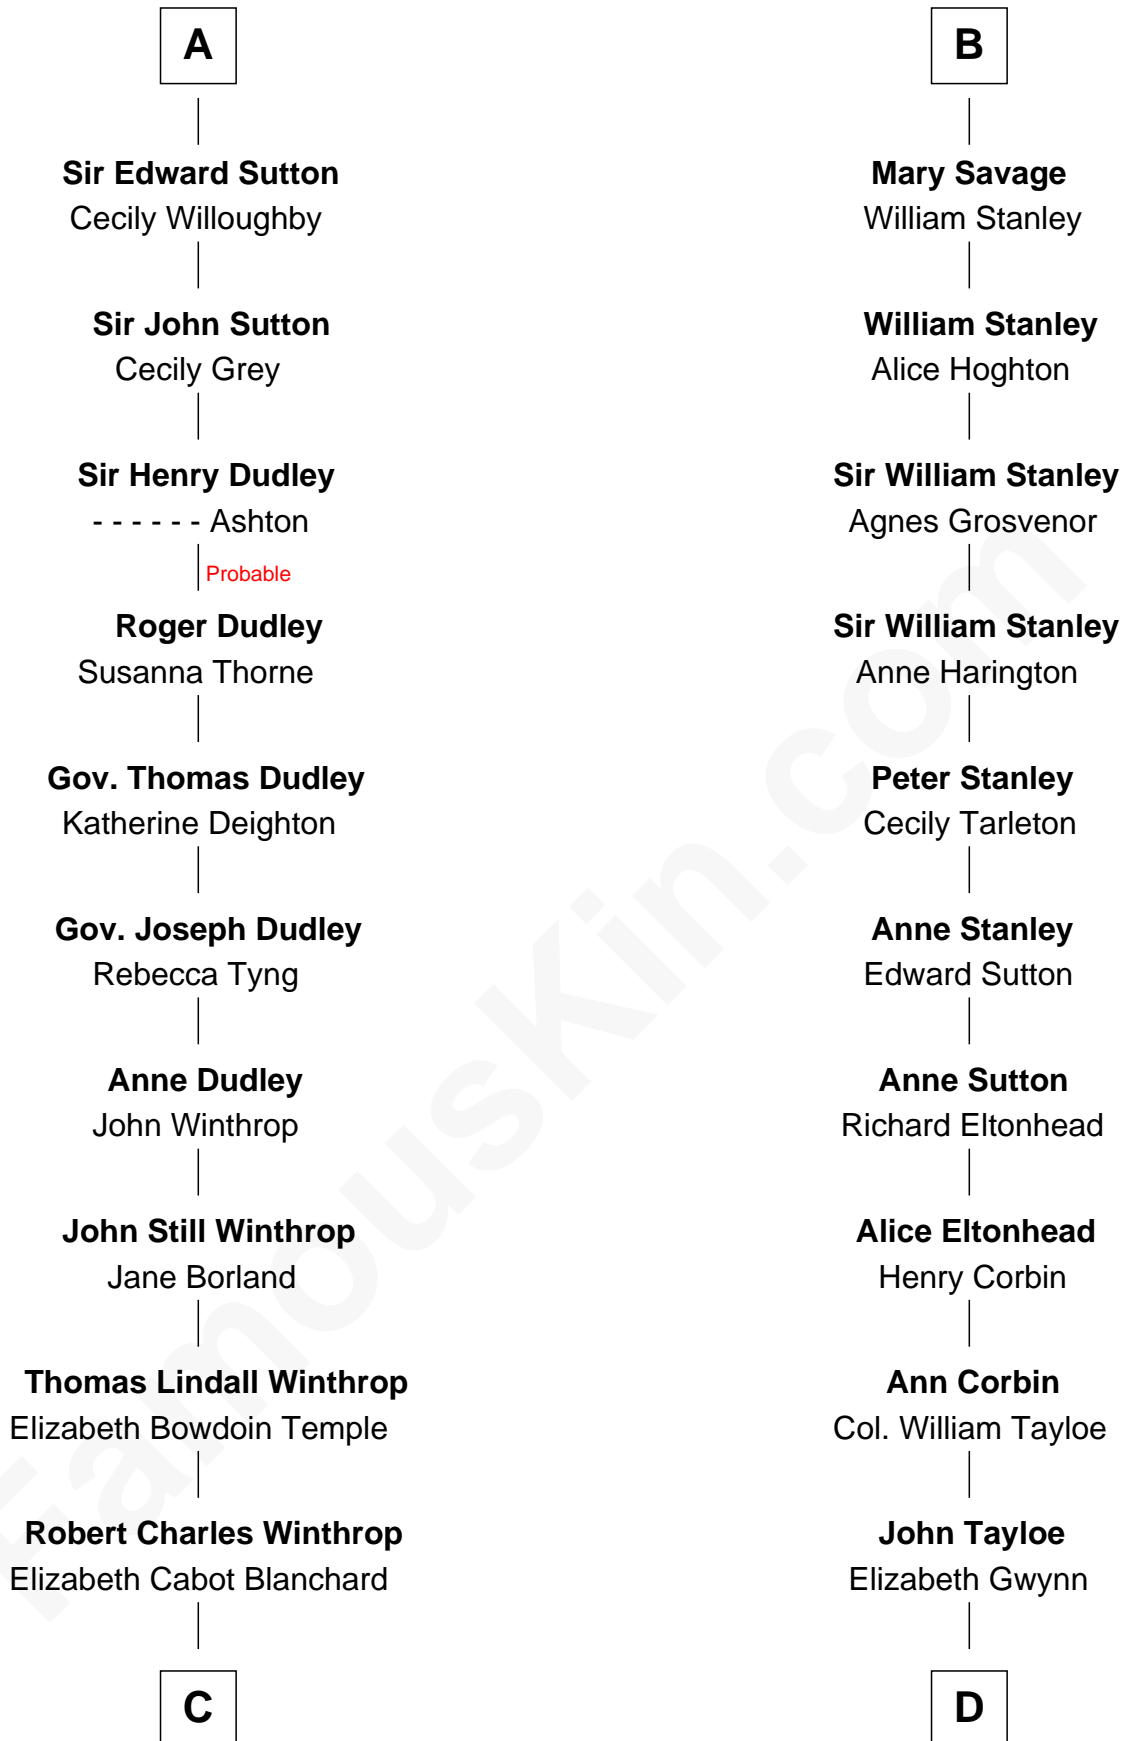 A
Sir Edward Sutton
Cecily Willoughby
Sir John Sutton
Cecily Grey
Sir Henry Dudley
- - - - - - Ashton
Probable
Roger Dudley
Susanna Thorne
Gov. Thomas Dudley
Katherine Deighton
Gov. Joseph Dudley
Rebecca Tyng
Anne Dudley
John Winthrop
John Still Winthrop
Jane Borland
Thomas Lindall Winthrop
Elizabeth Bowdoin Temple
Robert Charles Winthrop
Elizabeth Cabot Blanchard
C
B
Mary Savage
William Stanley
William Stanley
Alice Hoghton
Sir William Stanley
Agnes Grosvenor
Sir William Stanley
Anne Harington
Peter Stanley
Cecily Tarleton
Anne Stanley
Edward Sutton
Anne Sutton
Richard Eltonhead
Alice Eltonhead
Henry Corbin
Ann Corbin
Col. William Tayloe
John Tayloe
Elizabeth Gwynn
D
FamousKin.com